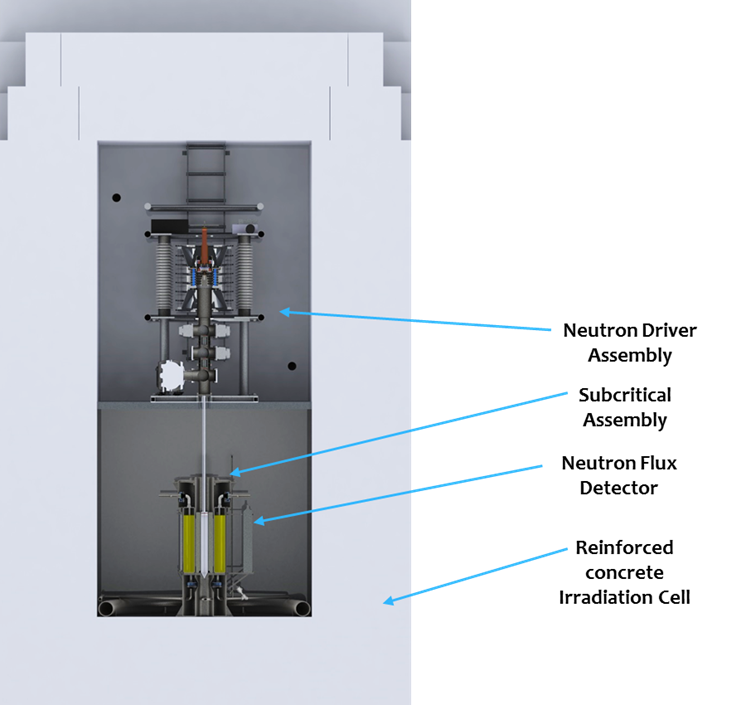 Neutron Driver
Assembly
Subcritical
Assembly
Neutron Flux
Detector
Reinforced
concrete
Irradiation Cell